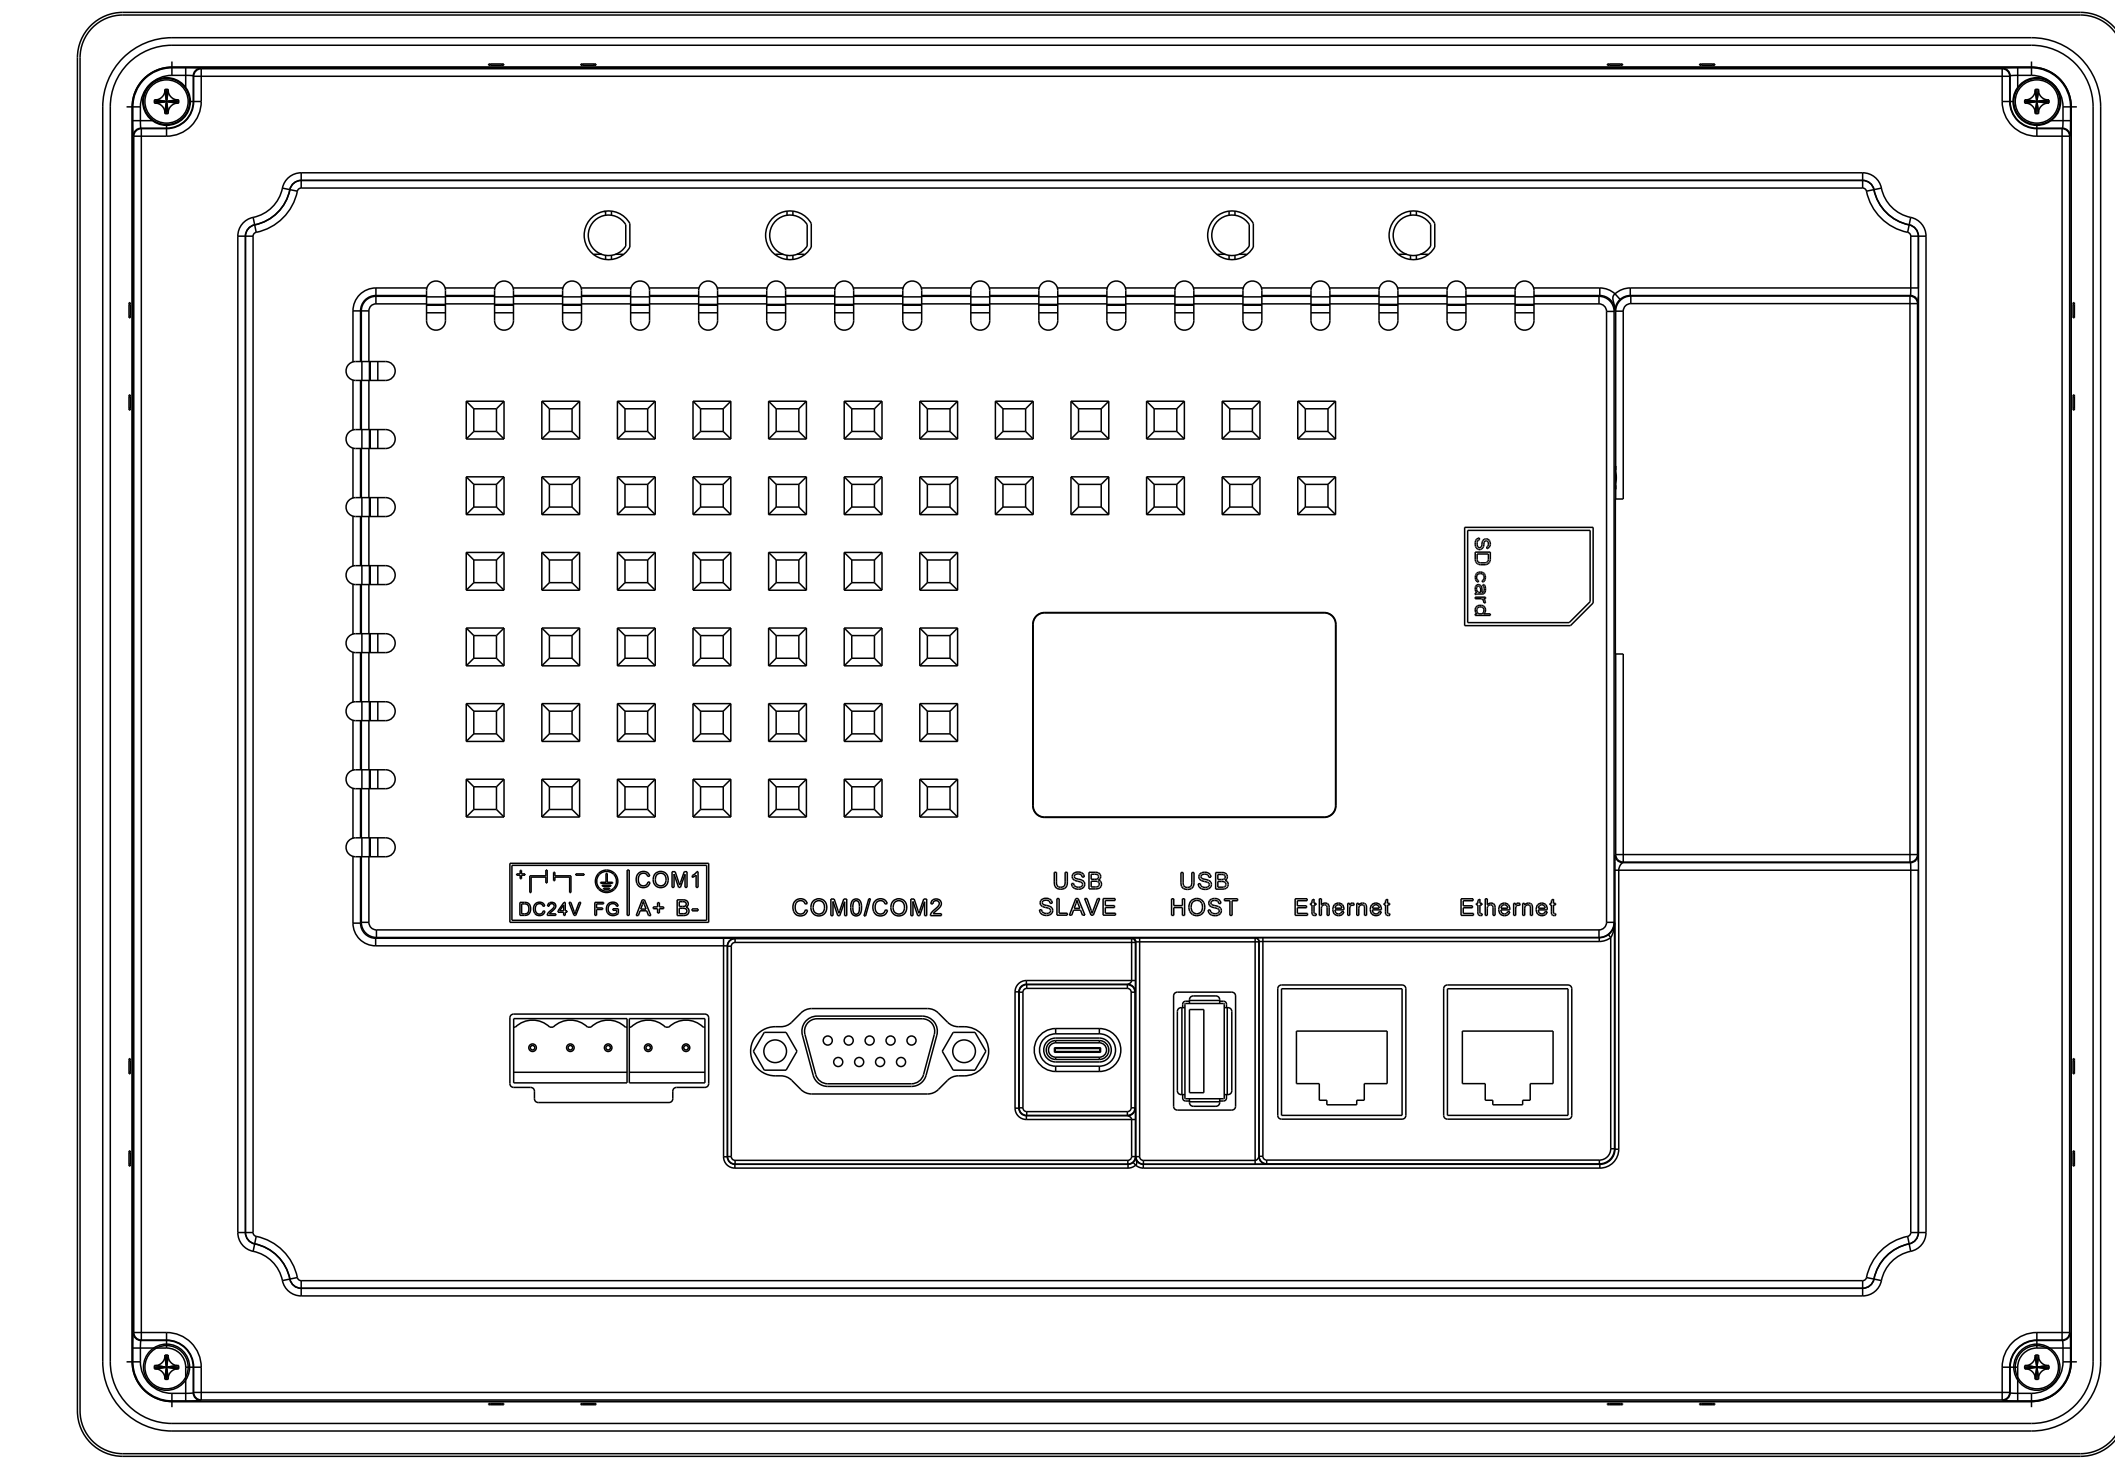 SD card
+ − COM1
DC24V FG A+ B-
COM0/COM2
USB
SLAVE
USB
HOST
Ethernet
Ethernet